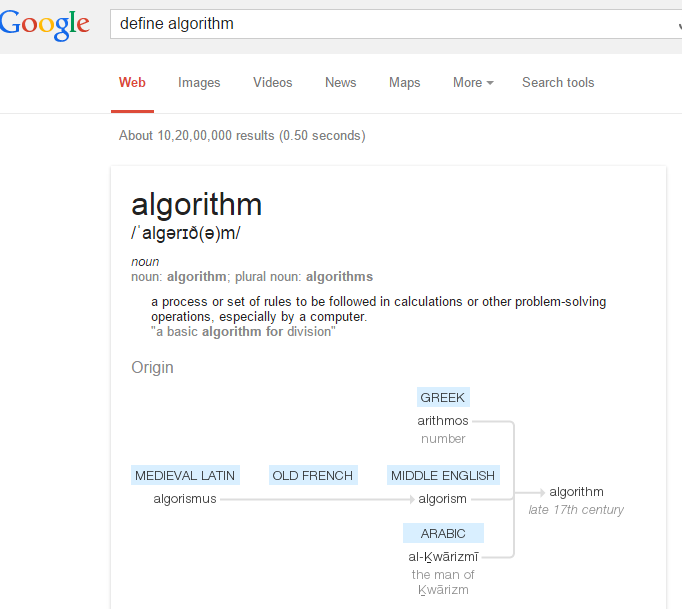 Google
define algorithm
Web Images Videos News Maps More Search tools
About 10,20,00,000 results (0.50 seconds)
algorithm
/ˈalɡərɪð(ə)m/
noun
noun: algorithm; plural noun: algorithms
a process or set of rules to be followed in calculations or other problem-solving
operations, especially by a computer.
"a basic algorithm for division"
Origin
GREEK
arithmos
number
MEDIEVAL LATIN OLD FRENCH MIDDLE ENGLISH
algorismus algorism
algorithm
late 17th century
ARABIC
al-Ḵwārizmī
the man of
Ḵwārizm